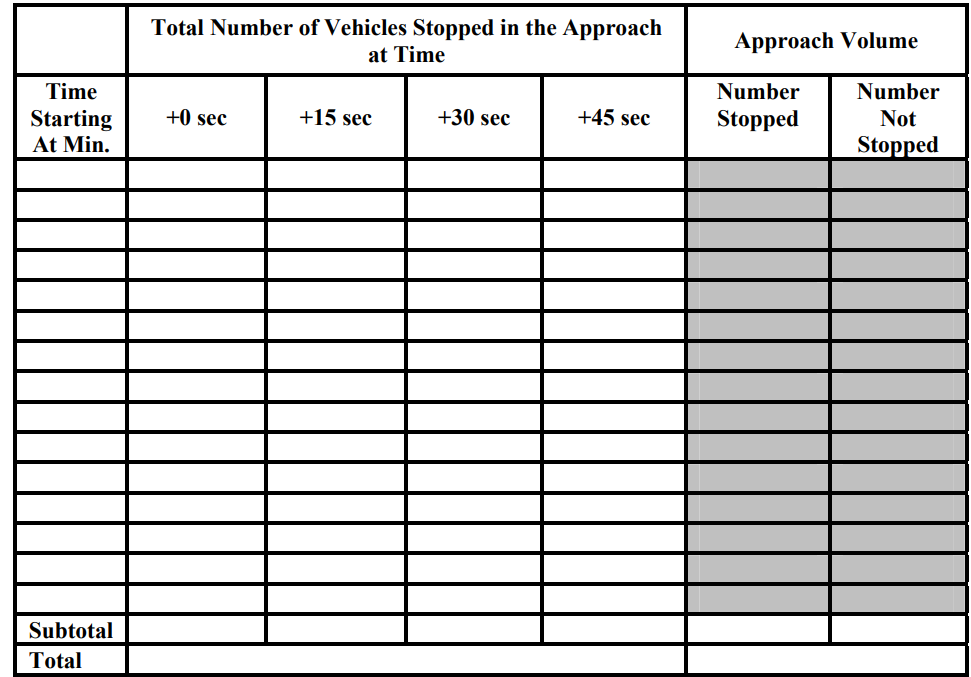 Total Number of Vehicles Stopped in the Approach
at Time
Approach Volume
Time
Starting
At Min.
+0 sec
+15 sec
+30 sec
+45 sec
Number
Stopped
Number
Not
Stopped
Subtotal
Total